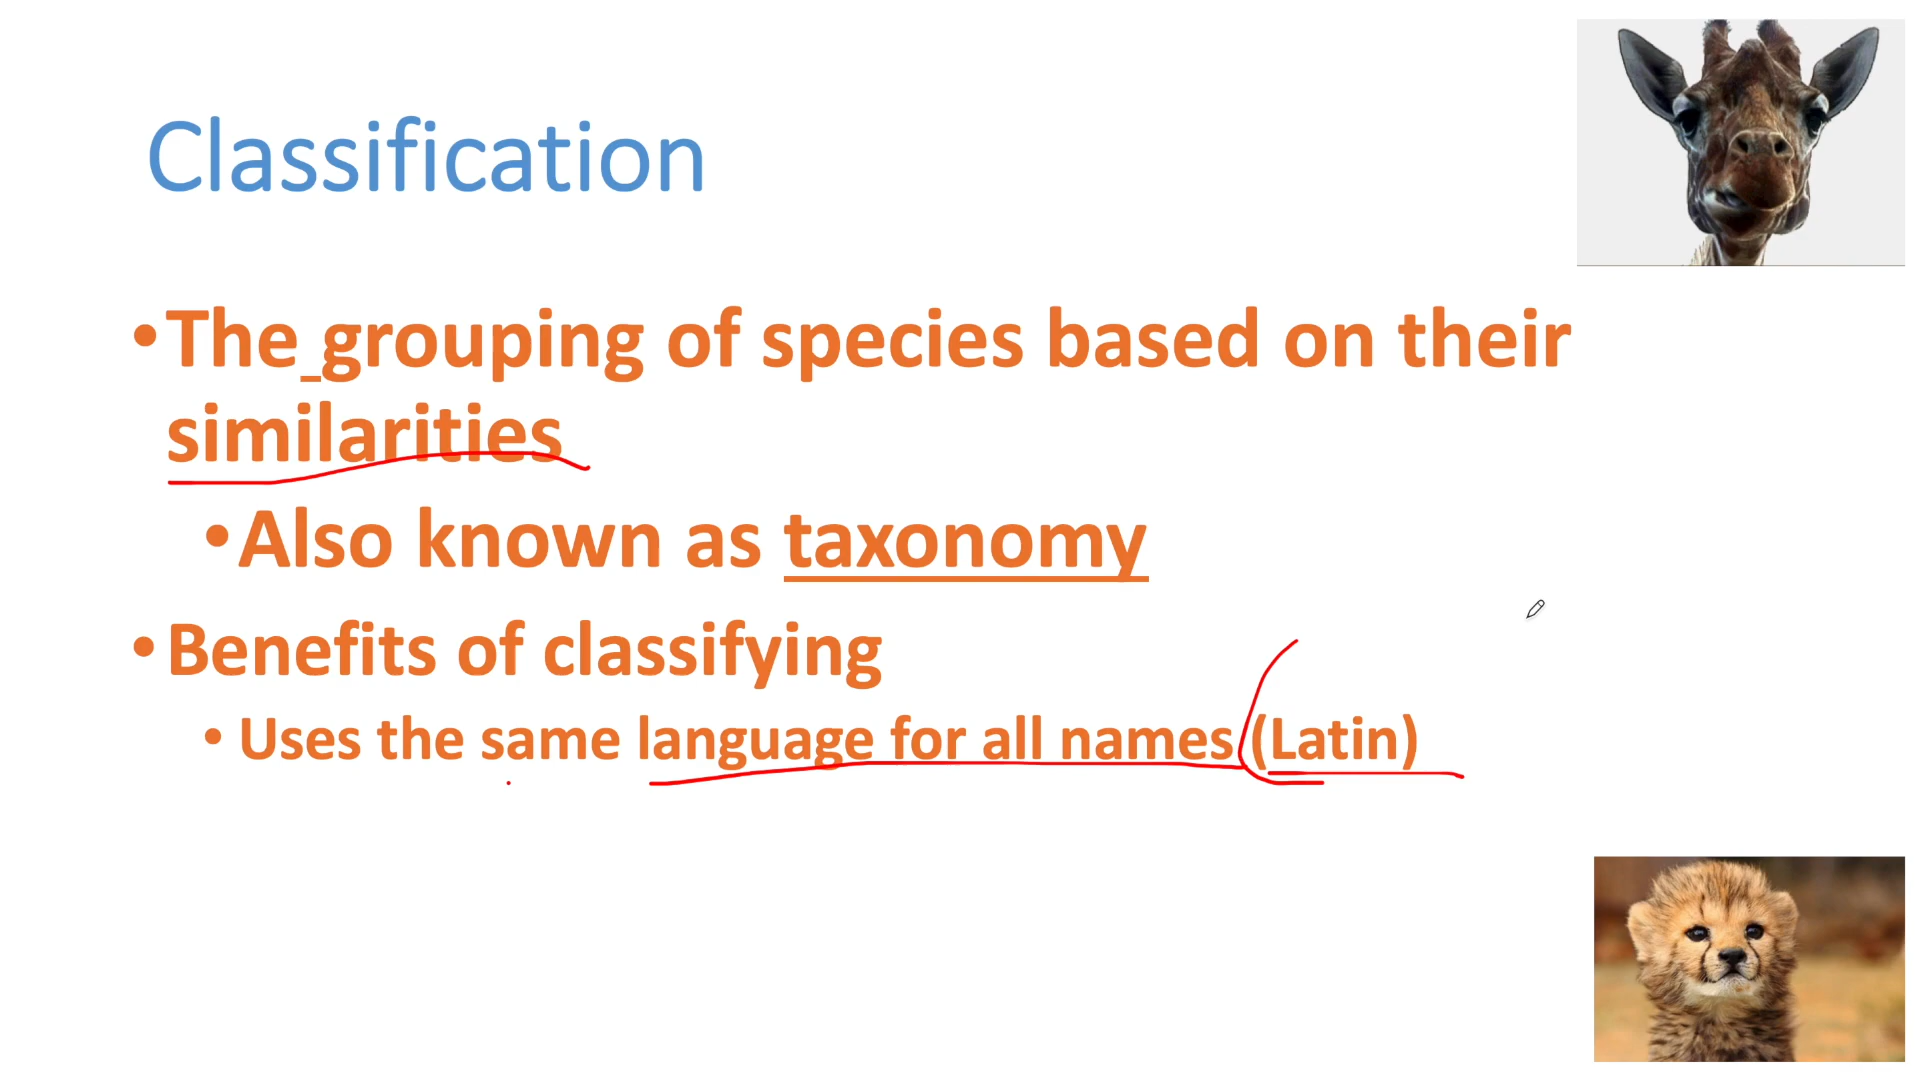 Classification
•The grouping of species based on their
similarities
•Also known as taxonomy
•Benefits of classifying
• Uses the same language for all names (Latin)